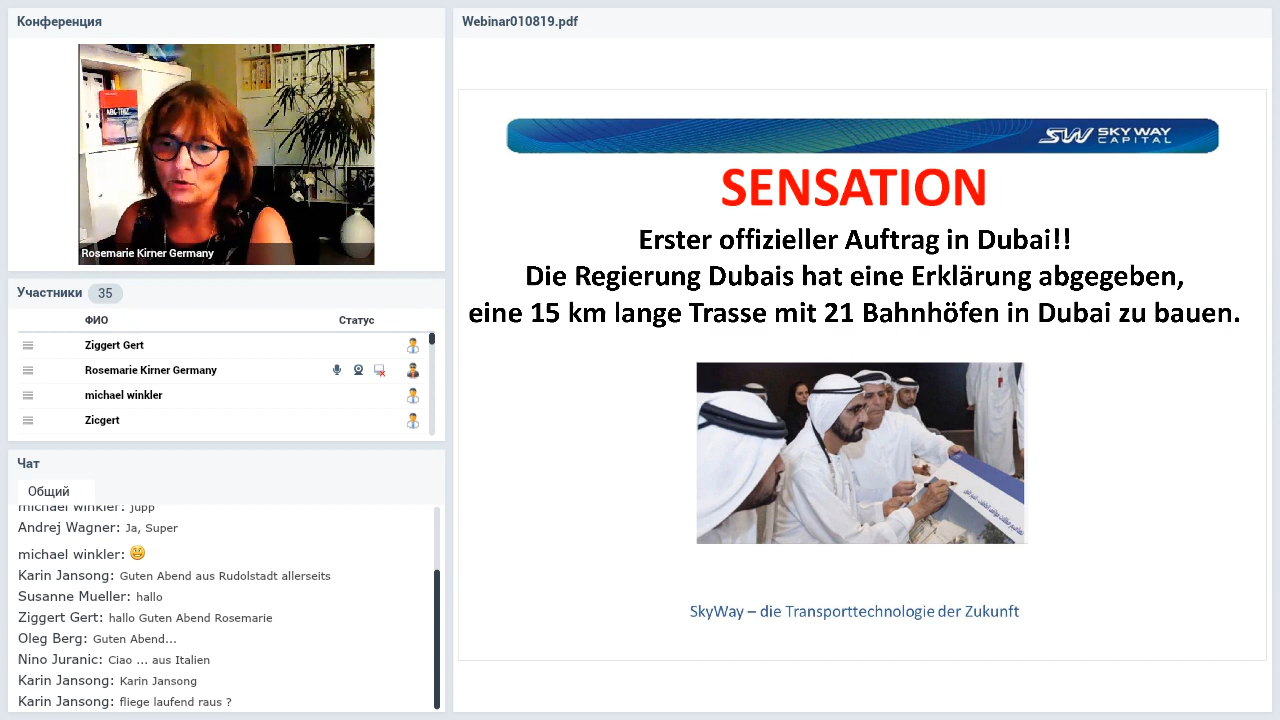 Конференция
ABC-TRIZ
Rosemarie Kirner Germany
Участники 35
ФИО Статус
Ziggert Gert
Rosemarie Kirner Germany
michael winkler
Zicgert
Чат
Общий
michael winkler: jupp
Andrej Wagner: Ja, Super
michael winkler:
Karin Jansong: Guten Abend aus Rudolstadt allerseits
Susanne Mueller: hallo
Ziggert Gert: hallo Guten Abend Rosemarie
Oleg Berg: Guten Abend...
Nino Juranic: Ciao ... aus Italien
Karin Jansong: Karin Jansong
Karin Jansong: fliege laufend raus ?
Webinar010819.pdf
SW SKY WAY
CAPITAL
SENSATION
Erster offizieller Auftrag in Dubai!!
Die Regierung Dubais hat eine Erklärung abgegeben,
eine 15 km lange Trasse mit 21 Bahnhöfen in Dubai zu bauen.
SkyWay – die Transporttechnologie der Zukunft